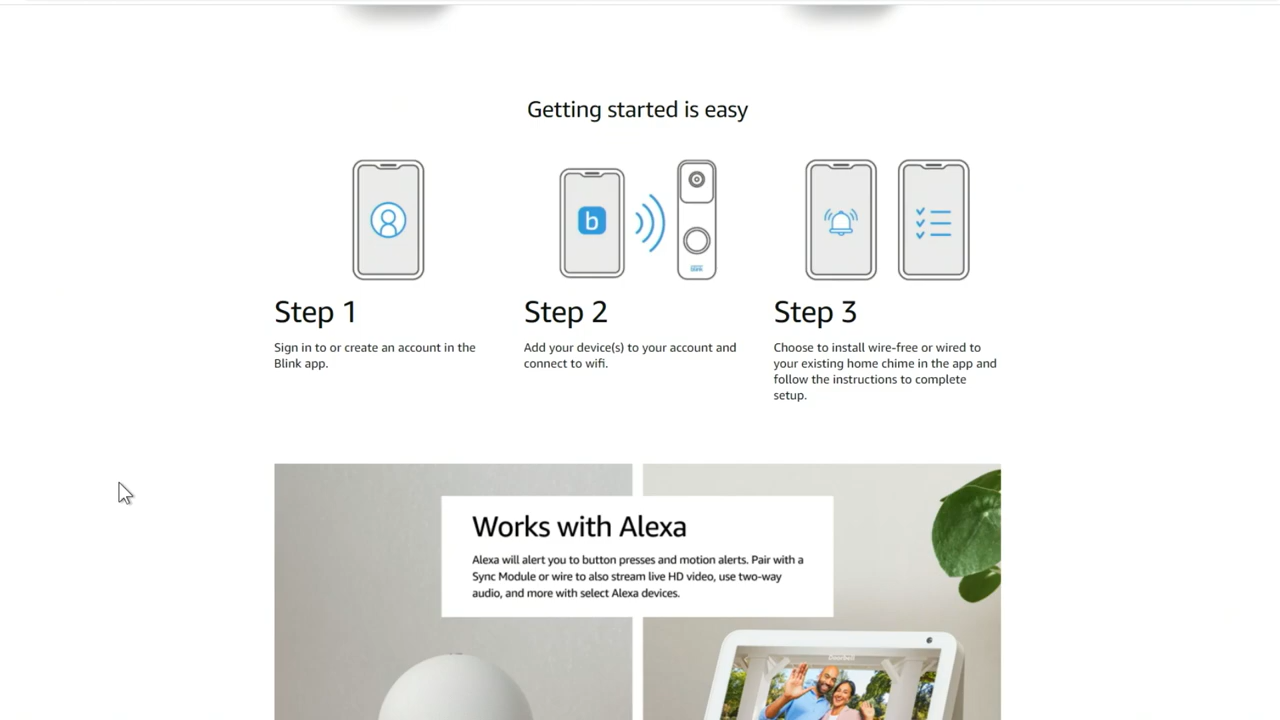 Getting started is easy
b
Step 1
Sign in to or create an account in the
Blink app.
Step 2
Add your device(s) to your account and
connect to wifi.
Step 3
Choose to install wire-free or wired to
your existing home chime in the app and
follow the instructions to complete
setup.
Works with Alexa
Alexa will alert you to button presses and motion alerts. Pair with a
Sync Module or wire to also stream live HD video, use two-way
audio, and more with select Alexa devices.